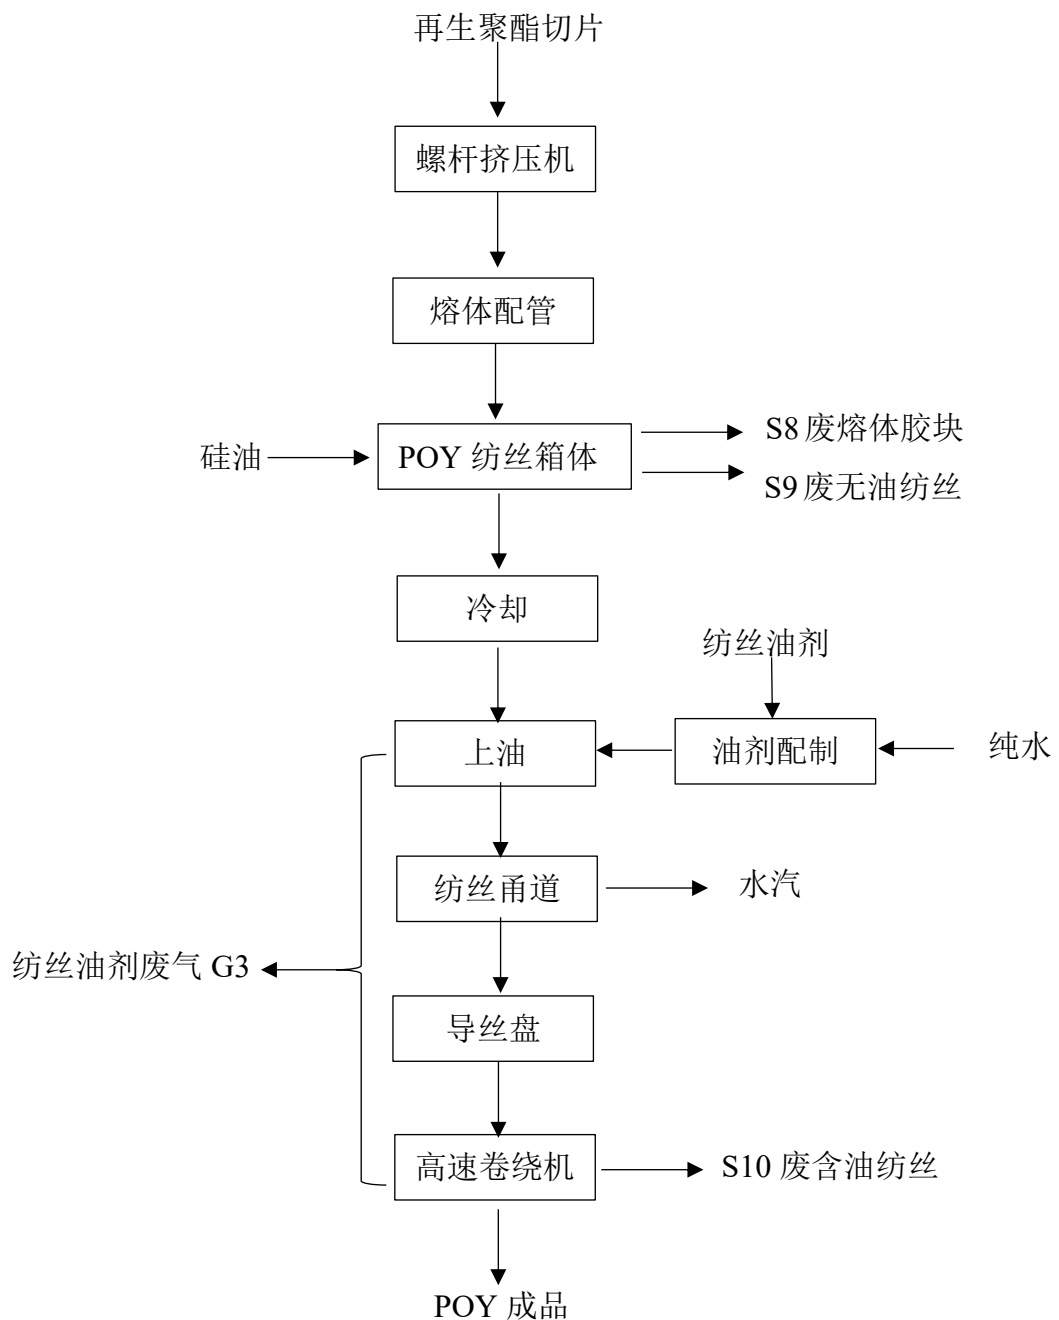 再生聚酯切片
螺杆挤压机
熔体配管
硅油
POY 纺丝箱体
S8 废熔体胶块
S9 废无油纺丝
冷却
纺丝油剂
上油
油剂配制
纯水
纺丝甬道
水汽
纺丝油剂废气 G3
导丝盘
高速卷绕机
S10 废含油纺丝
POY 成品